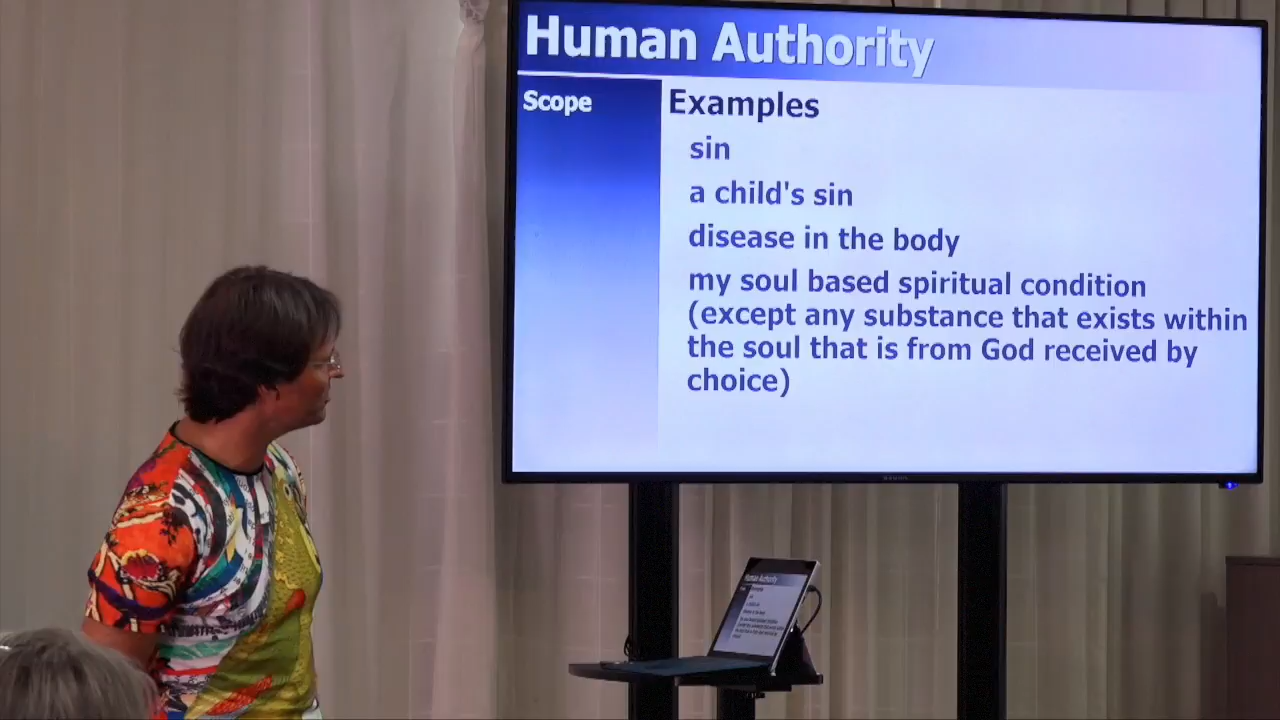 Human Authority
Scope
Examples
sin
a child's sin
disease in the body
my soul based spiritual condition
(except any substance that exists within
the soul that is from God received by
choice)
Human Authority